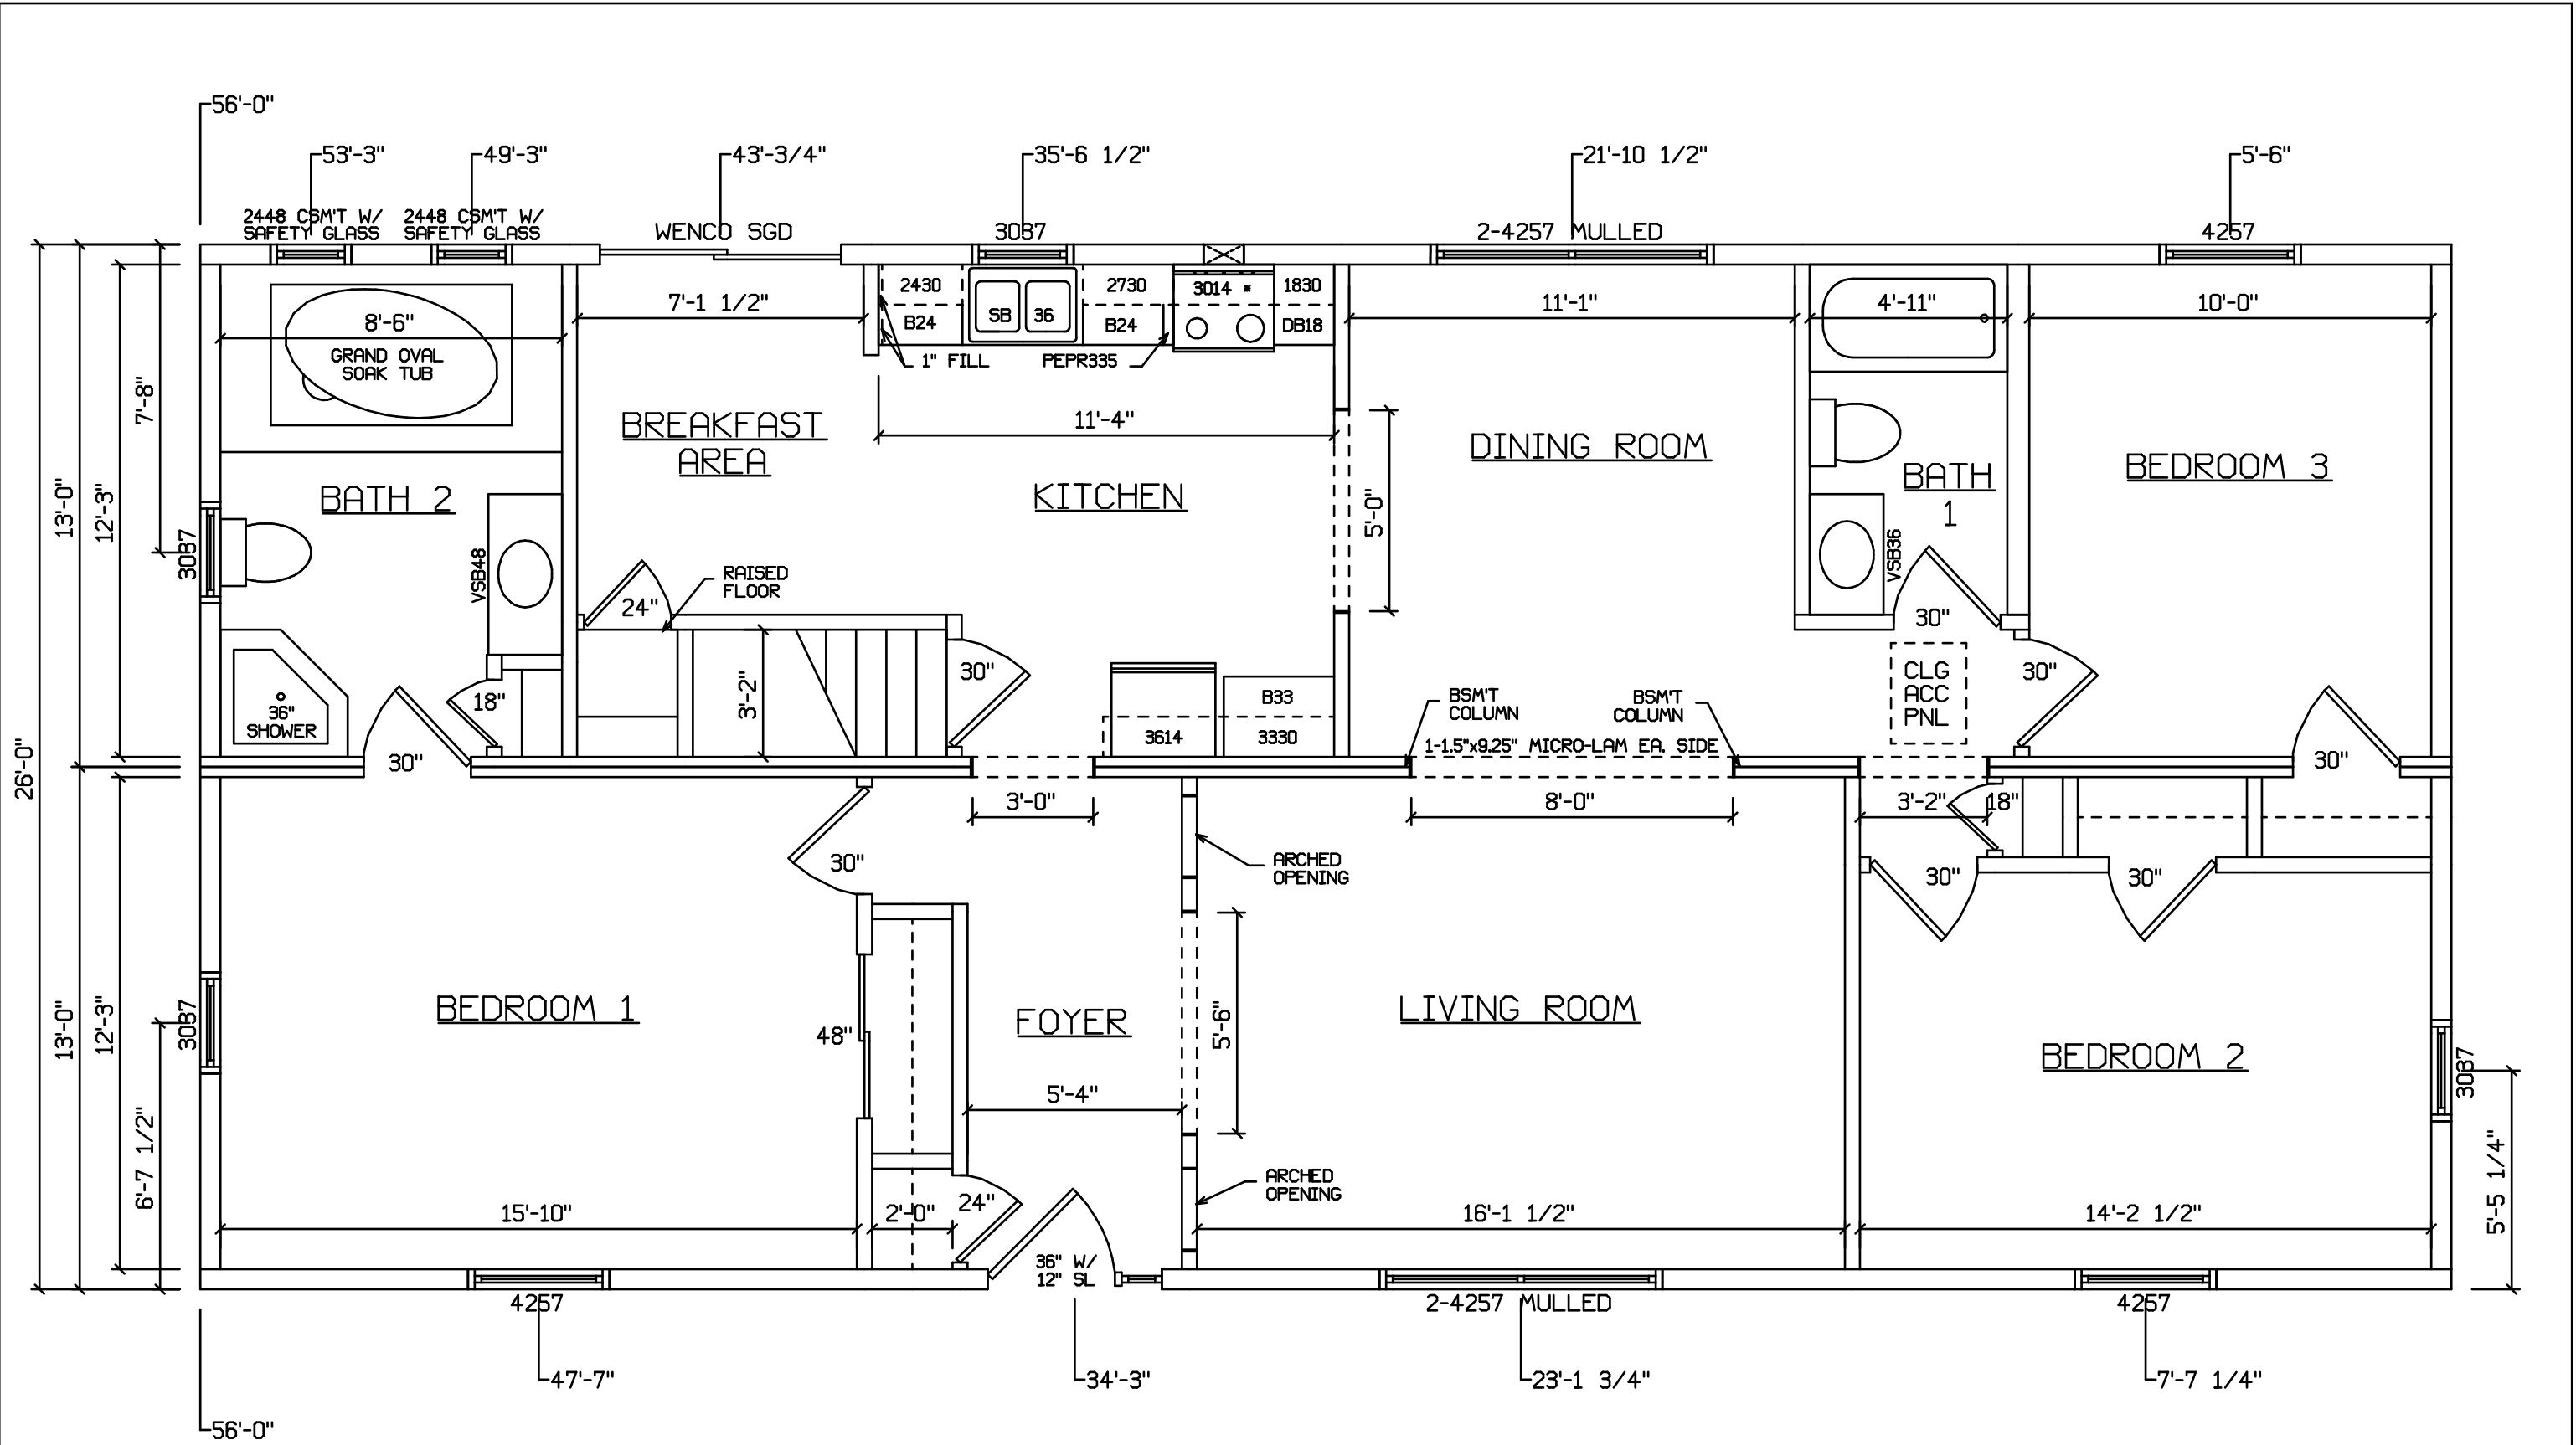 56'-0"
53'-3"
49'-3"
43'-3/4"
35'-6 1/2"
21'-10 1/2"
5'-6"
2448 CSM'T W/
SAFETY GLASS
2448 CSM'T W/
SAFETY GLASS
WENCO SGD
3037
2-4257 MULLED
4257
8'-6"
7'-1 1/2"
2430
2730
3014 *
1830
B24
SB 36
B24
DB18
11'-1"
4'-11"
10'-0"
GRAND OVAL
SOAK TUB
1" FILL
PEPR335
7'-8"
BREAKFAST
AREA
11'-4"
DINING ROOM
BATH
1
BEDROOM 3
BATH 2
KITCHEN
13'-0"
12'-3"
5'-0"
3037
VSB48
VSB36
RAISED
FLOOR
24"
30"
36"
SHOWER
18"
3'-2"
30"
CLG
ACC
PNL
30"
B33
BSM'T
COLUMN
BSM'T
COLUMN
3614
3330
1-1.5"x9.25" MICRO-LAM EA. SIDE
30"
30"
26'-0"
3'-0"
8'-0"
3'-2"
18"
30"
ARCHED
OPENING
30"
30"
BEDROOM 1
FOYER
LIVING ROOM
BEDROOM 2
13'-0"
12'-3"
3037
48"
5'-6"
3037
5'-4"
6'-7 1/2"
ARCHED
OPENING
5'-5 1/4"
15'-10"
2'-0"
24"
16'-1 1/2"
14'-2 1/2"
36" W/
12" SL
4257
2-4257 MULLED
4257
47'-7"
34'-3"
23'-1 3/4"
7'-7 1/4"
56'-0"